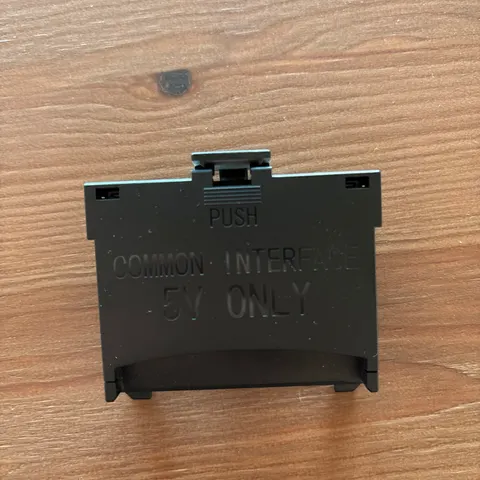 PUSH
COMMON INTERFACE
5V ONLY